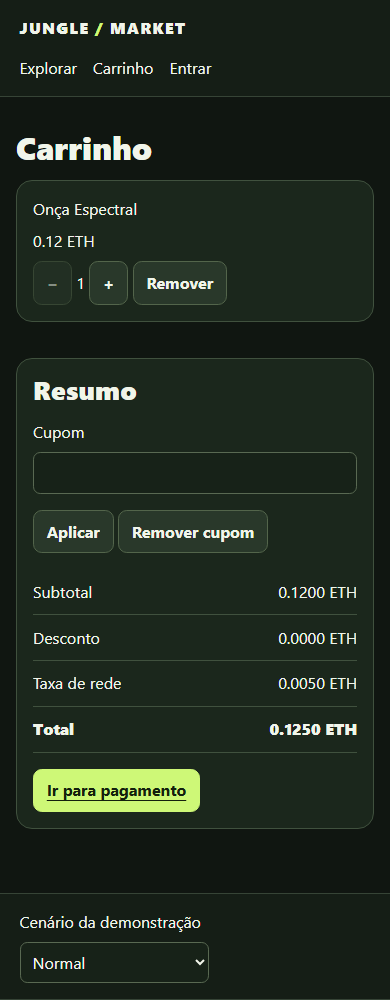 JUNGLE / MARKET
Explorar Carrinho Entrar
Carrinho
Onça Espectral
0.12 ETH
− 1 + Remover
Resumo
Cupom
Aplicar Remover cupom
Subtotal 0.1200 ETH
Desconto 0.0000 ETH
Taxa de rede 0.0050 ETH
Total 0.1250 ETH
Ir para pagamento
Cenário da demonstração
Normal